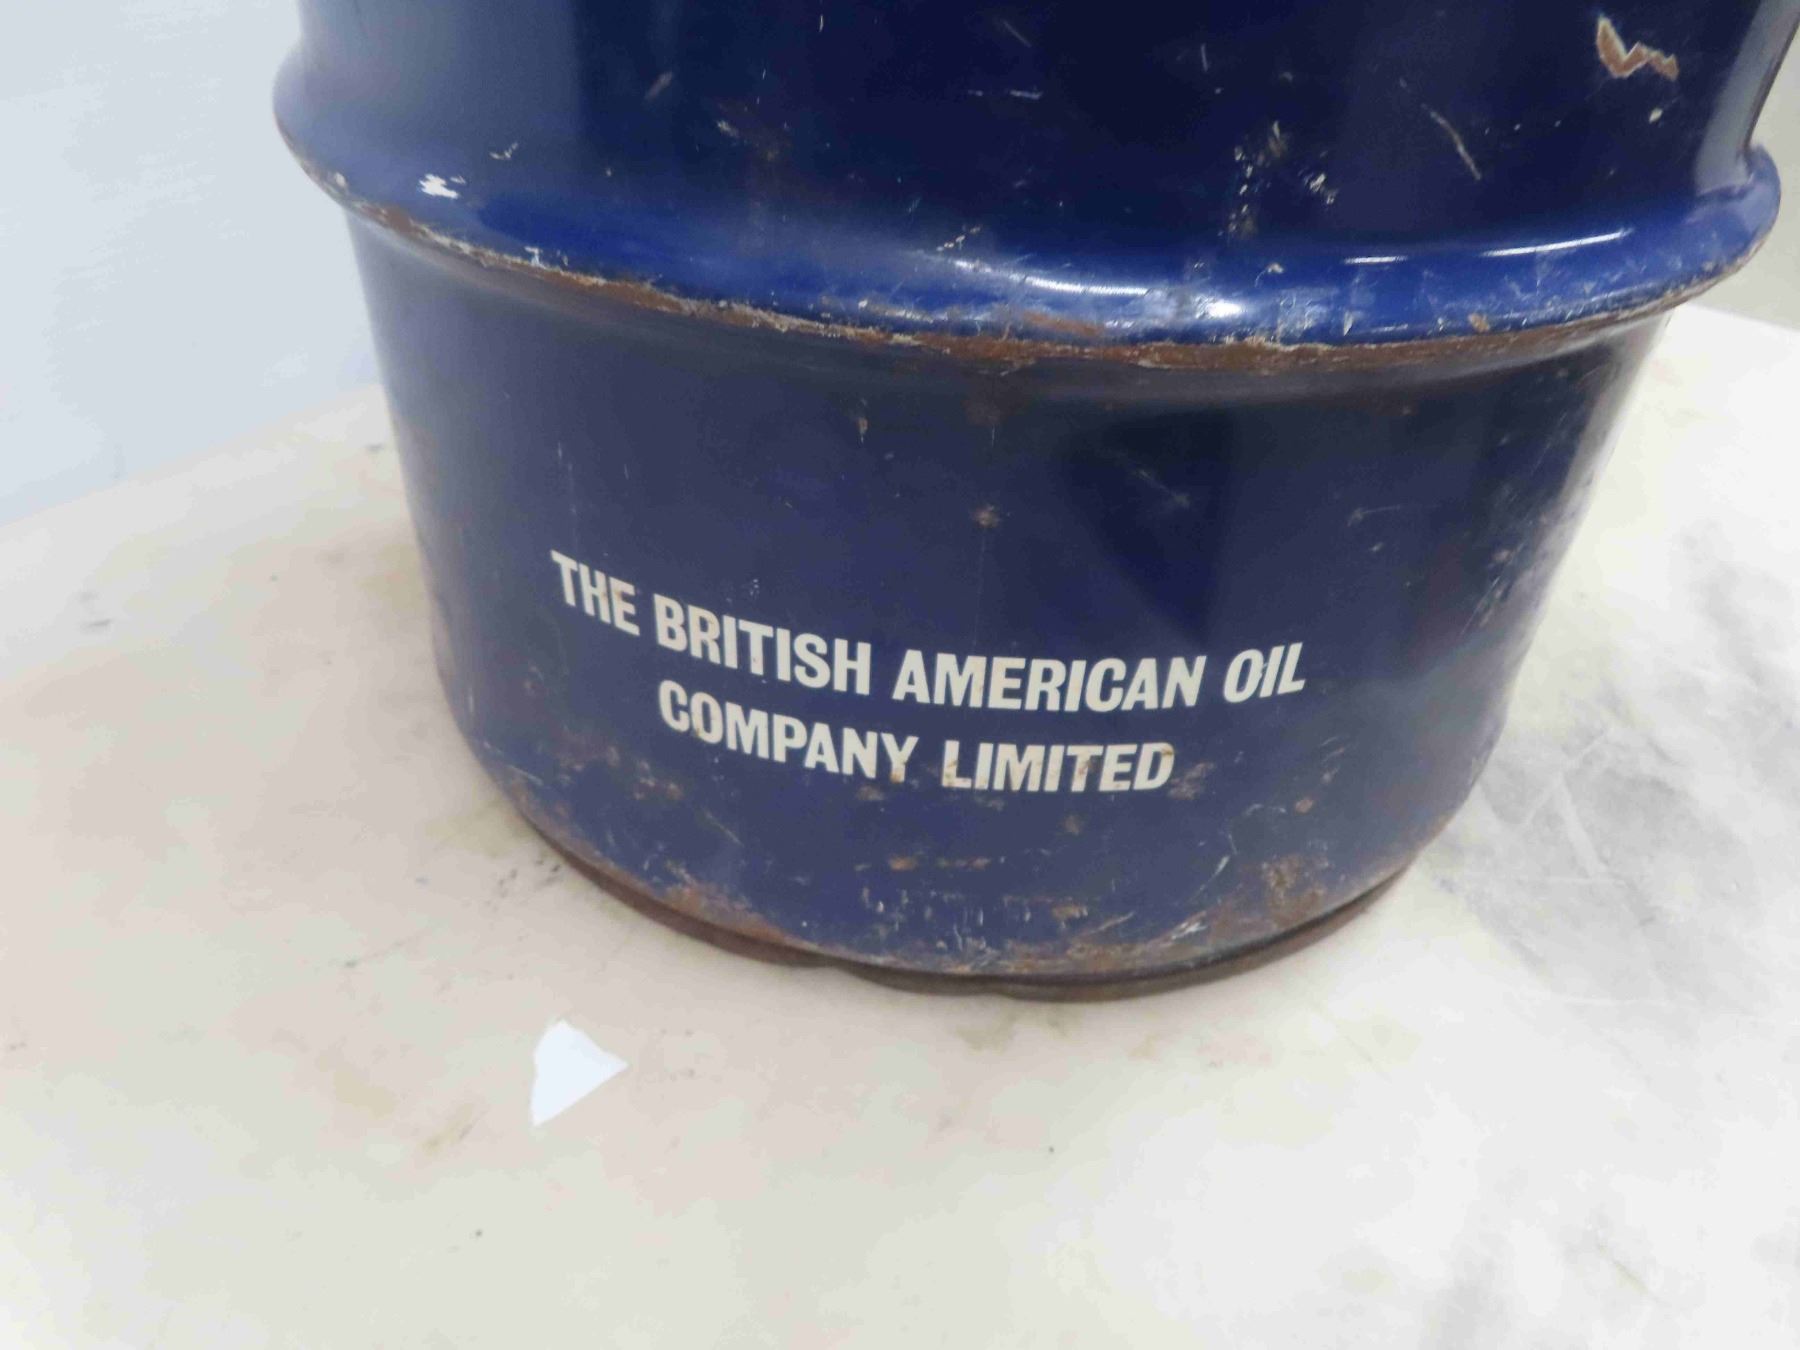 THE BRITISH AMERICAN OIL
COMPANY LIMITED